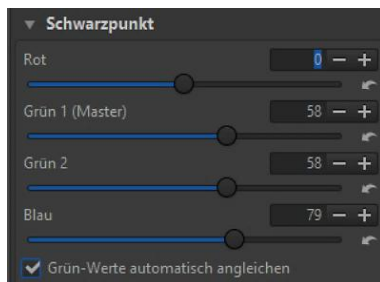 Schwarzpunkt
Rot 0
Grün 1 (Master) 58
Grün 2 58
Blau 79
Grün-Werte automatisch angleichen